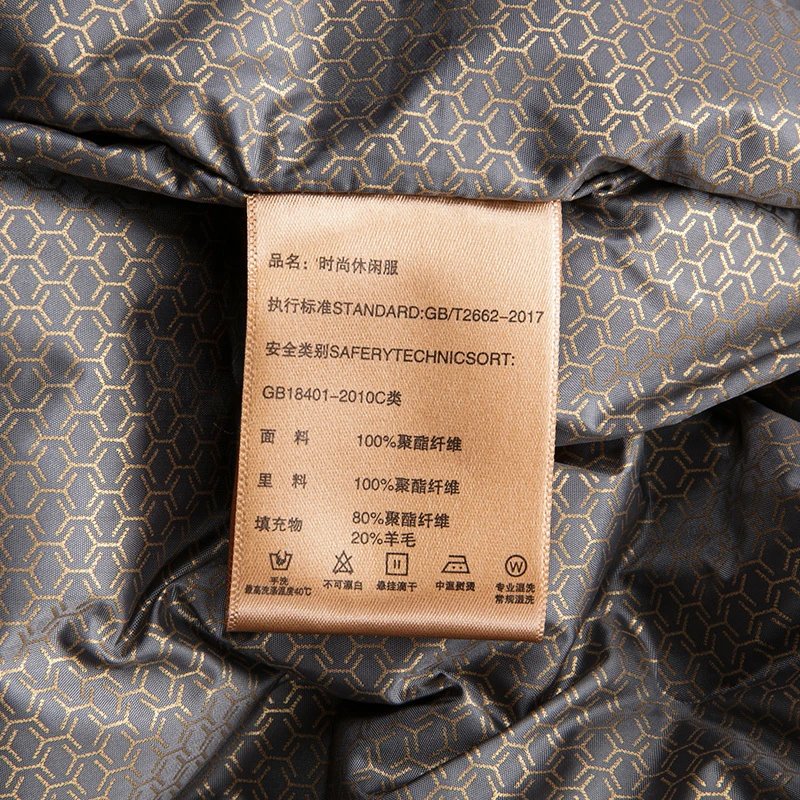 品名：时尚休闲服
执行标准STANDARD:GB/T2662-2017
安全类别SAFERYTECHNICSORT:
GB18401-2010C类
面 料 100%聚酯纤维
里 料 100%聚酯纤维
填充物 80%聚酯纤维
20%羊毛
手洗 不可漂白 悬挂滴干 中温熨烫 专业湿洗
最高洗涤温度40℃ 常规湿洗
W